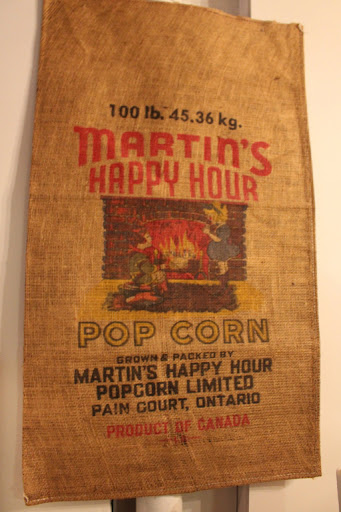 100 lb. 45.36 kg.
MARTIN'S
HAPPY HOUR
POP CORN
GROWN & PACKED BY
MARTIN'S HAPPY HOUR
POPCORN LIMITED
PAIN COURT, ONTARIO
PRODUCT OF CANADA